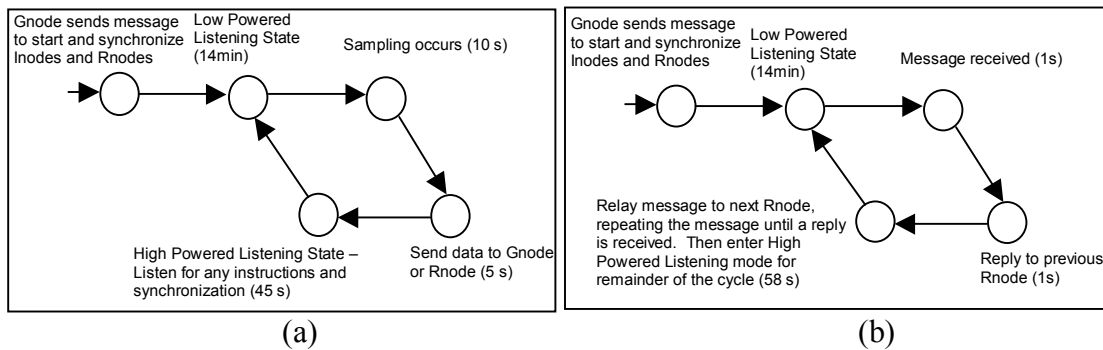 Gnode sends message
to start and synchronize
Inodes and Rnodes
Low Powered
Listening State
(14min)
Sampling occurs (10 s)
High Powered Listening State –
Listen for any instructions and
synchronization (45 s)
Send data to Gnode
or Rnode (5 s)
(a)
Gnode sends message
to start and synchronize
Inodes and Rnodes
Low Powered
Listening State
(14min)
Message received (1s)
Relay message to next Rnode,
repeating the message until a reply
is received. Then enter High
Powered Listening mode for
remainder of the cycle (58 s)
Reply to previous
Rnode (1s)
(b)